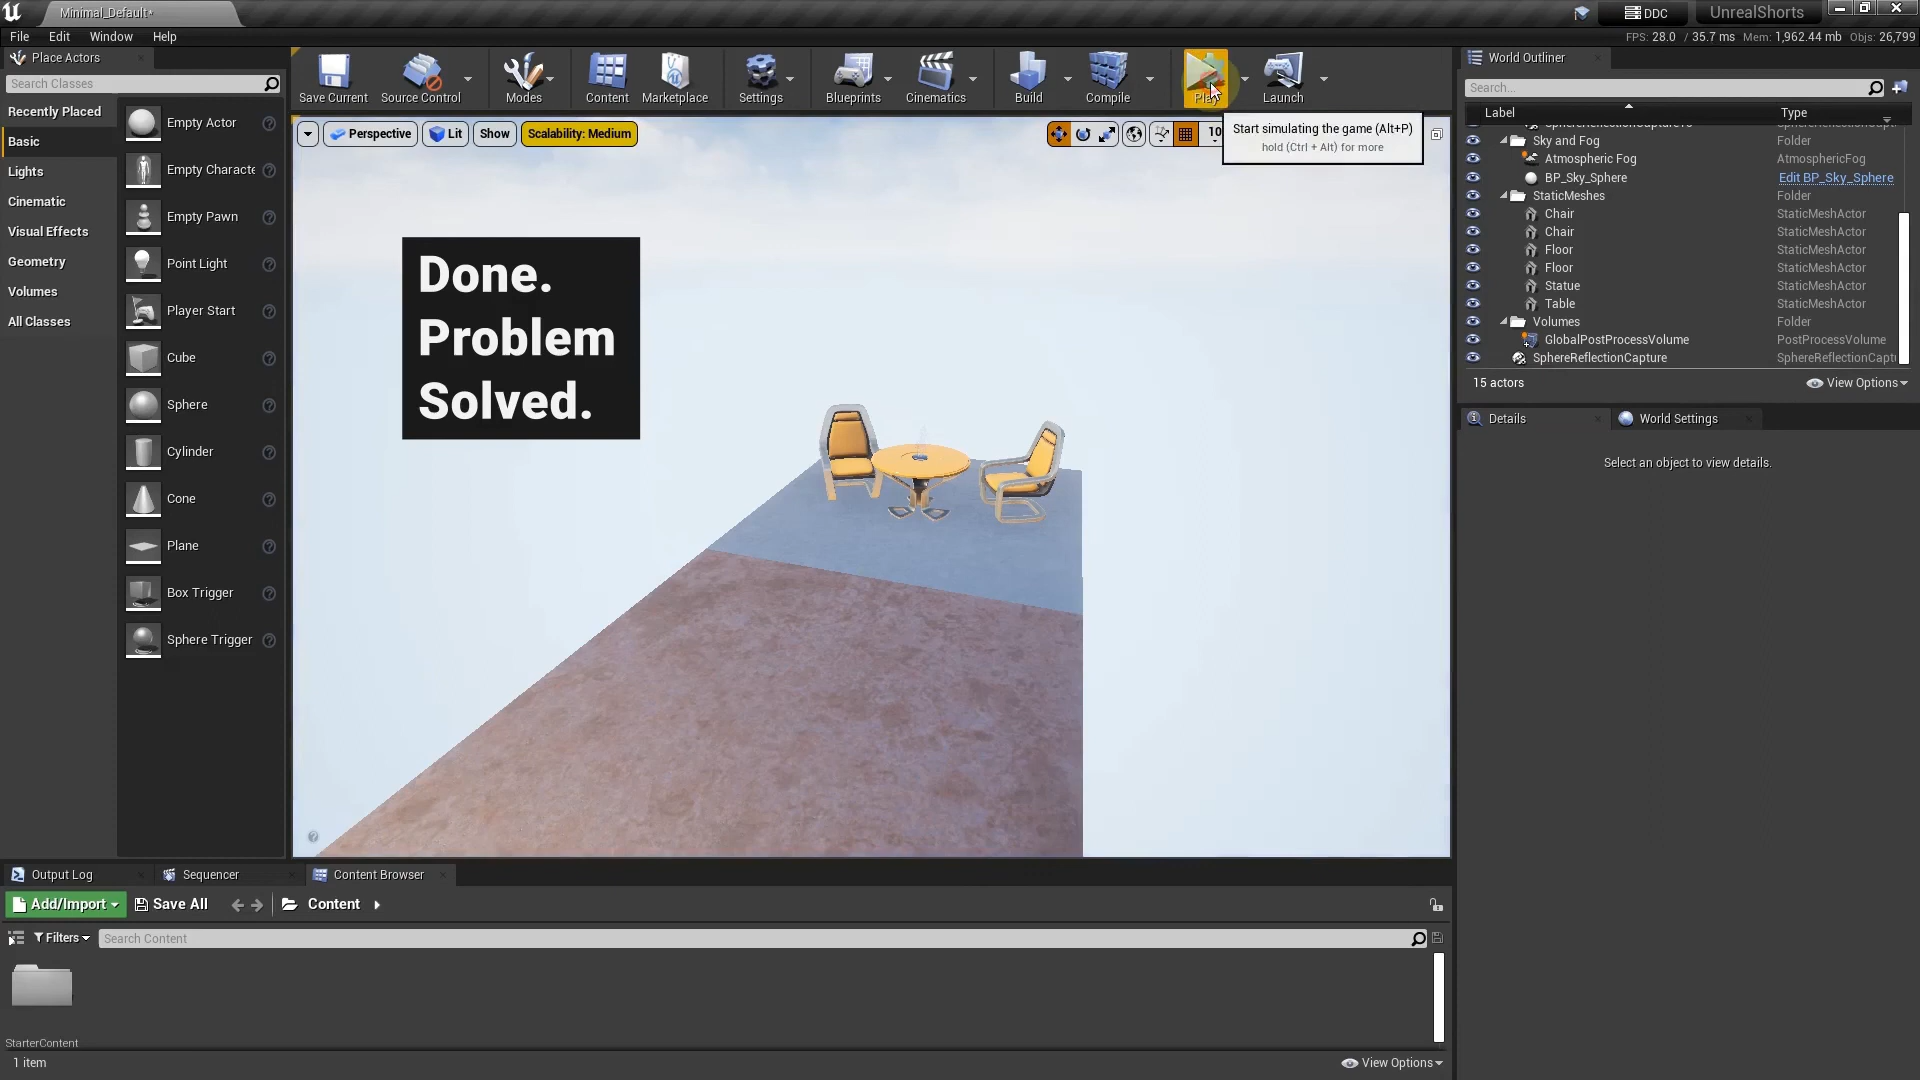 Minimal_Default*
DDC
UnrealShorts
File Edit Window Help
FPS: 28.0 / 35.7 ms Mem: 1,962.44 mb Objs: 26,799
Place Actors
Search Classes
Recently Placed
Basic
Lights
Cinematic
Visual Effects
Geometry
Volumes
All Classes
Empty Actor
Empty Characte
Empty Pawn
Point Light
Player Start
Cube
Sphere
Cylinder
Cone
Plane
Box Trigger
Sphere Trigger
Save Current Source Control Modes Content Marketplace Settings Blueprints Cinematics Build Compile Play Launch
Perspective Lit Show Scalability: Medium 10
Start simulating the game (Alt+P)
hold (Ctrl + Alt) for more
Done.
Problem
Solved.
World Outliner
Search...
Label Type
Sky and Fog Folder
Atmospheric Fog AtmosphericFog
BP_Sky_Sphere Edit BP_Sky_Sphere
StaticMeshes Folder
Chair StaticMeshActor
Chair StaticMeshActor
Floor StaticMeshActor
Floor StaticMeshActor
Statue StaticMeshActor
Table StaticMeshActor
Volumes Folder
GlobalPostProcessVolume PostProcessVolume
SphereReflectionCapture SphereReflectionCapt
15 actors View Options
Details World Settings
Select an object to view details.
Output Log Sequencer Content Browser
Add/Import Save All Content
Filters Search Content
StarterContent
1 item View Options